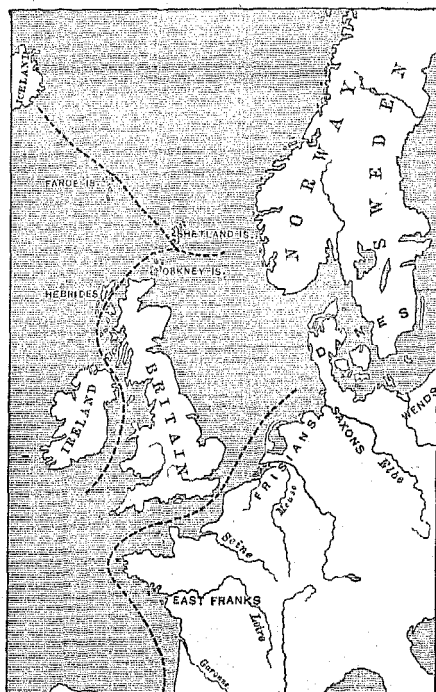 ICELAND
NORWAY
SWEDEN
FAROE IS.
SHETLAND IS.
ORKNEY IS.
HEBRIDES
DANES
BRITAIN
IRELAND
WENDS
SAXONS
FRISIANS
Elbe
Meuse
Seine
EAST FRANKS
Loire
Garonne